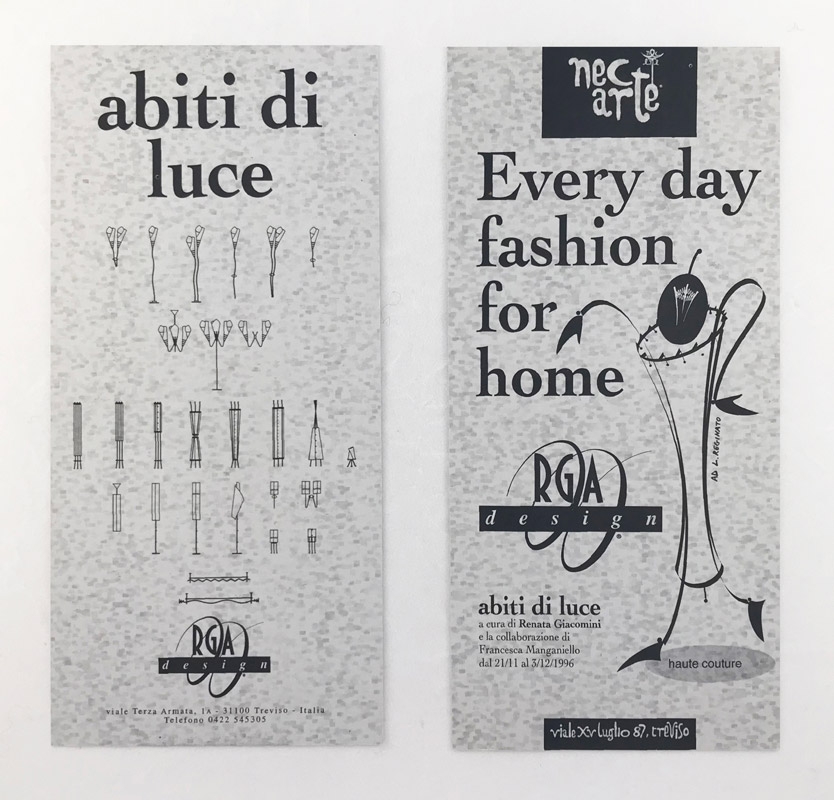 abiti di
luce
RGA
design
viale Terza Armata, 1A - 31100 Treviso - Italia
Telefono 0422 545305
nec
arte
Every day
fashion
for
home
AD L. REGINATO
RGA
design
abiti di luce
a cura di Renata Giacomini
e la collaborazione di
Francesca Manganiello
dal 21/11 al 3/12/1996
haute couture
viale XV luglio 87, treviso